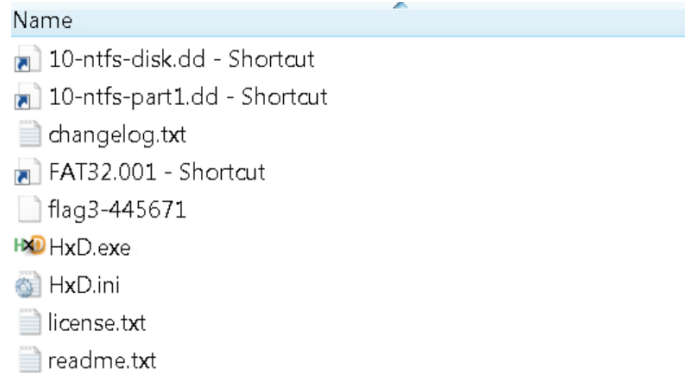 Name
10-ntfs-disk.dd - Shortcut
10-ntfs-part1.dd - Shortcut
changelog.txt
FAT32.001 - Shortcut
flag3-445671
HxD HxD.exe
HxD.ini
license.txt
readme.txt